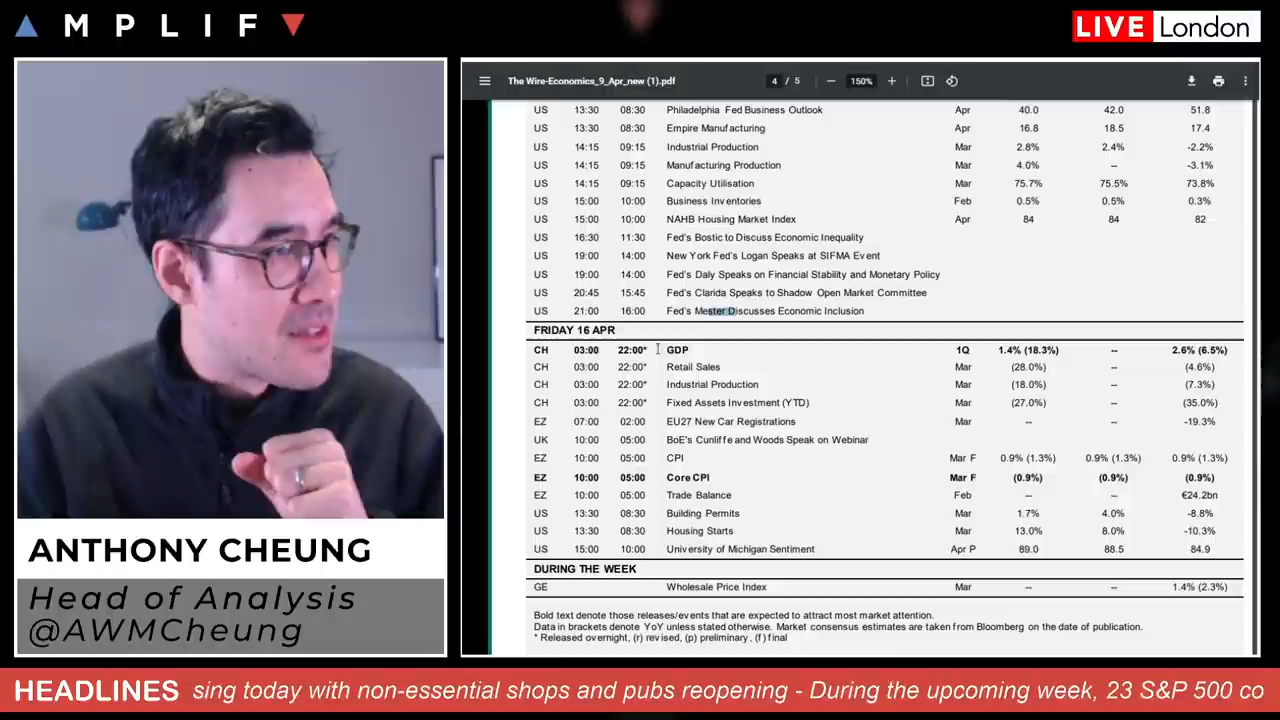 AMPLIFY
LIVE London
The Wire-Economics_9_Apr_new (1).pdf 4 / 5 150%
US 13:30 08:30 Philadelphia Fed Business Outlook Apr 40.0 42.0 51.8
US 13:30 08:30 Empire Manufacturing Apr 16.8 18.5 17.4
US 14:15 09:15 Industrial Production Mar 2.8% 2.4% -2.2%
US 14:15 09:15 Manufacturing Production Mar 4.0% -- -3.1%
US 14:15 09:15 Capacity Utilisation Mar 75.7% 75.5% 73.8%
US 15:00 10:00 Business Inventories Feb 0.5% 0.5% 0.3%
US 15:00 10:00 NAHB Housing Market Index Apr 84 84 82
US 16:30 11:30 Fed's Bostic to Discuss Economic Inequality
US 19:00 14:00 New York Fed's Logan Speaks at SIFMA Event
US 19:00 14:00 Fed's Daly Speaks on Financial Stability and Monetary Policy
US 20:45 15:45 Fed's Clarida Speaks to Shadow Open Market Committee
US 21:00 16:00 Fed's Mester Discusses Economic Inclusion
FRIDAY 16 APR
CH 03:00 22:00* GDP 1Q 1.4% (18.3%) -- 2.6% (6.5%)
CH 03:00 22:00* Retail Sales Mar (28.0%) -- (4.6%)
CH 03:00 22:00* Industrial Production Mar (18.0%) -- (7.3%)
CH 03:00 22:00* Fixed Assets Investment (YTD) Mar (27.0%) -- (35.0%)
EZ 07:00 02:00 EU27 New Car Registrations Mar -- -- -19.3%
UK 10:00 05:00 BoE's Cunliffe and Woods Speak on Webinar
EZ 10:00 05:00 CPI Mar F 0.9% (1.3%) 0.9% (1.3%) 0.9% (1.3%)
EZ 10:00 05:00 Core CPI Mar F (0.9%) (0.9%) (0.9%)
EZ 10:00 05:00 Trade Balance Feb -- -- €24.2bn
US 13:30 08:30 Building Permits Mar 1.7% 4.0% -8.8%
US 13:30 08:30 Housing Starts Mar 13.0% 8.0% -10.3%
US 15:00 10:00 University of Michigan Sentiment Apr P 89.0 88.5 84.9
DURING THE WEEK
GE Wholesale Price Index Mar -- -- 1.4% (2.3%)
Bold text denote those releases/events that are expected to attract most market attention.
Data in brackets denote YoY unless stated otherwise. Market consensus estimates are taken from Bloomberg on the date of publication.
* Released overnight, (r) revised, (p) preliminary, (f) final
ANTHONY CHEUNG
Head of Analysis
@AWMCheung
HEADLINES sing today with non-essential shops and pubs reopening - During the upcoming week, 23 S&P 500 co